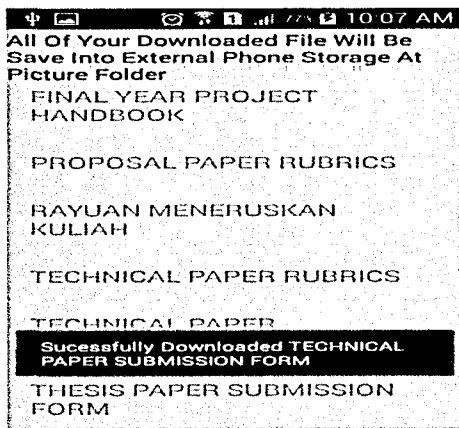 10:07 AM
All Of Your Downloaded File Will Be
Save Into External Phone Storage At
Picture Folder
FINAL YEAR PROJECT
HANDBOOK
PROPOSAL PAPER RUBRICS
RAYUAN MENERUSKAN
KULIAH
TECHNICAL PAPER RUBRICS
TECHNICAL PAPER
Sucessfully Downloaded TECHNICAL
PAPER SUBMISSION FORM
THESIS PAPER SUBMISSION
FORM